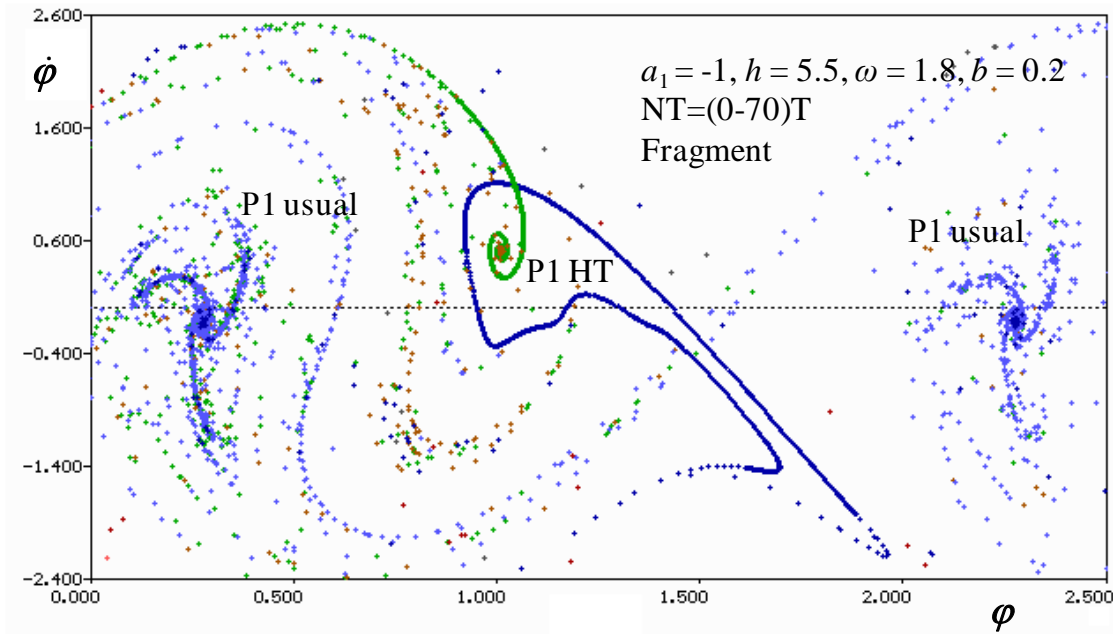 2.600
φ̇
a₁ = -1, h = 5.5, ω = 1.8, b = 0.2
NT=(0-70)T
Fragment
1.600
P1 usual
P1 usual
0.600
P1 HT
-0.400
-1.400
-2.400
0.000
0.500
1.000
1.500
2.000
2.500
φ